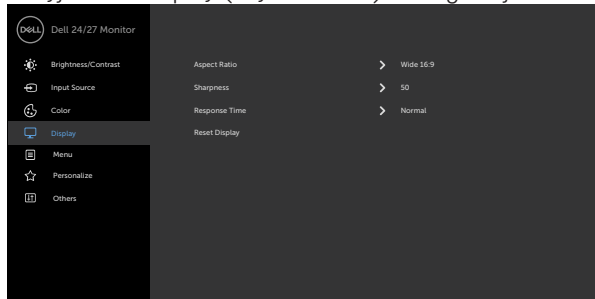 DELL
Dell 24/27 Monitor
Brightness/Contrast
Aspect Ratio
Wide 16:9
Input Source
Sharpness
50
Color
Response Time
Normal
Display
Reset Display
Menu
Personalize
Others